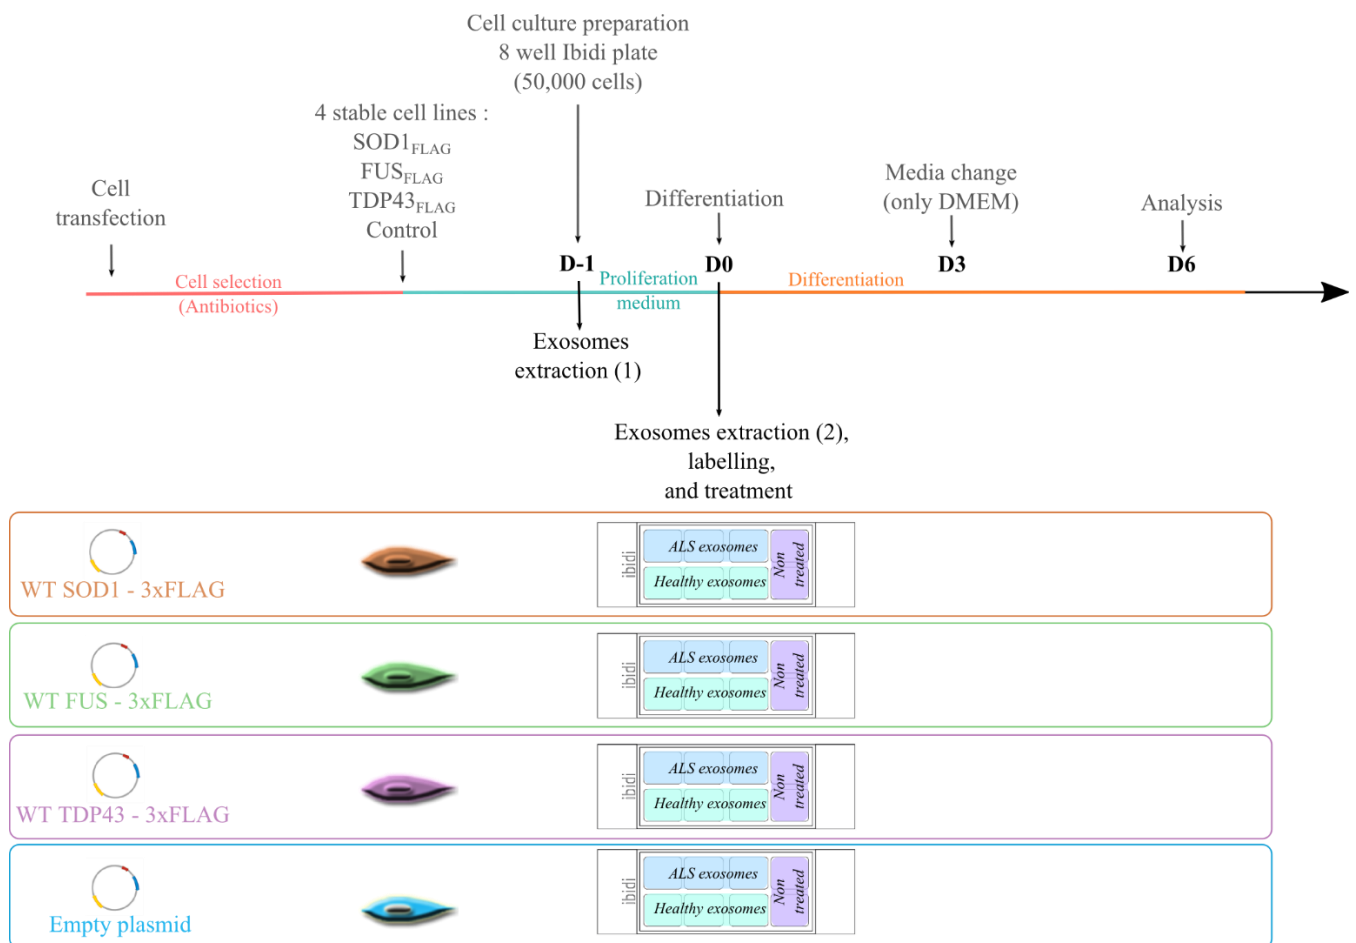 Cell culture preparation
8 well Ibidi plate
(50,000 cells)
4 stable cell lines :
SOD1FLAG
FUSFLAG
TDP43FLAG
Control
Cell
transfection
Differentiation
Media change
(only DMEM)
Analysis
D-1
D0
D3
D6
Cell selection
(Antibiotics)
Proliferation
medium
Differentiation
Exosomes
extraction (1)
Exosomes extraction (2),
labelling,
and treatment
WT SOD1 - 3xFLAG
ibidi
ALS exosomes
Healthy exosomes
Non
treated
WT FUS - 3xFLAG
ibidi
ALS exosomes
Healthy exosomes
Non
treated
WT TDP43 - 3xFLAG
ibidi
ALS exosomes
Healthy exosomes
Non
treated
Empty plasmid
ibidi
ALS exosomes
Healthy exosomes
Non
treated